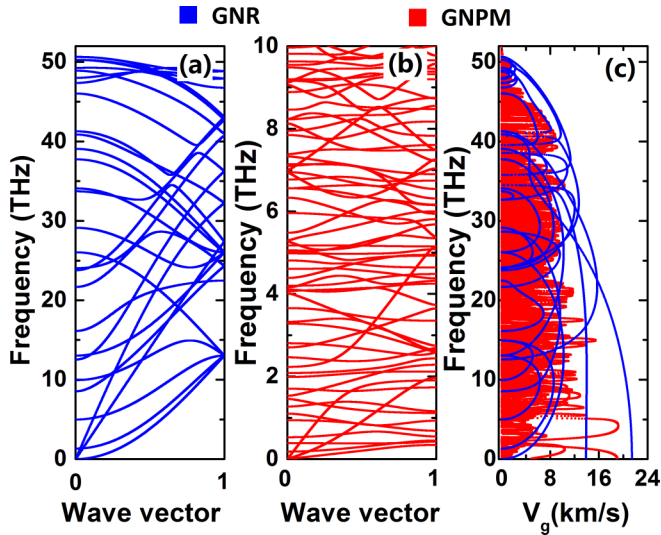 GNR GNPM
(a) (b) (c)
Frequency (THz)
50
40
30
20
10
0
0 1
Wave vector
Frequency (THz)
10
8
6
4
2
0
0 1
Wave vector
Frequency (THz)
50
40
30
20
10
0
0 8 16 24
Vg(km/s)